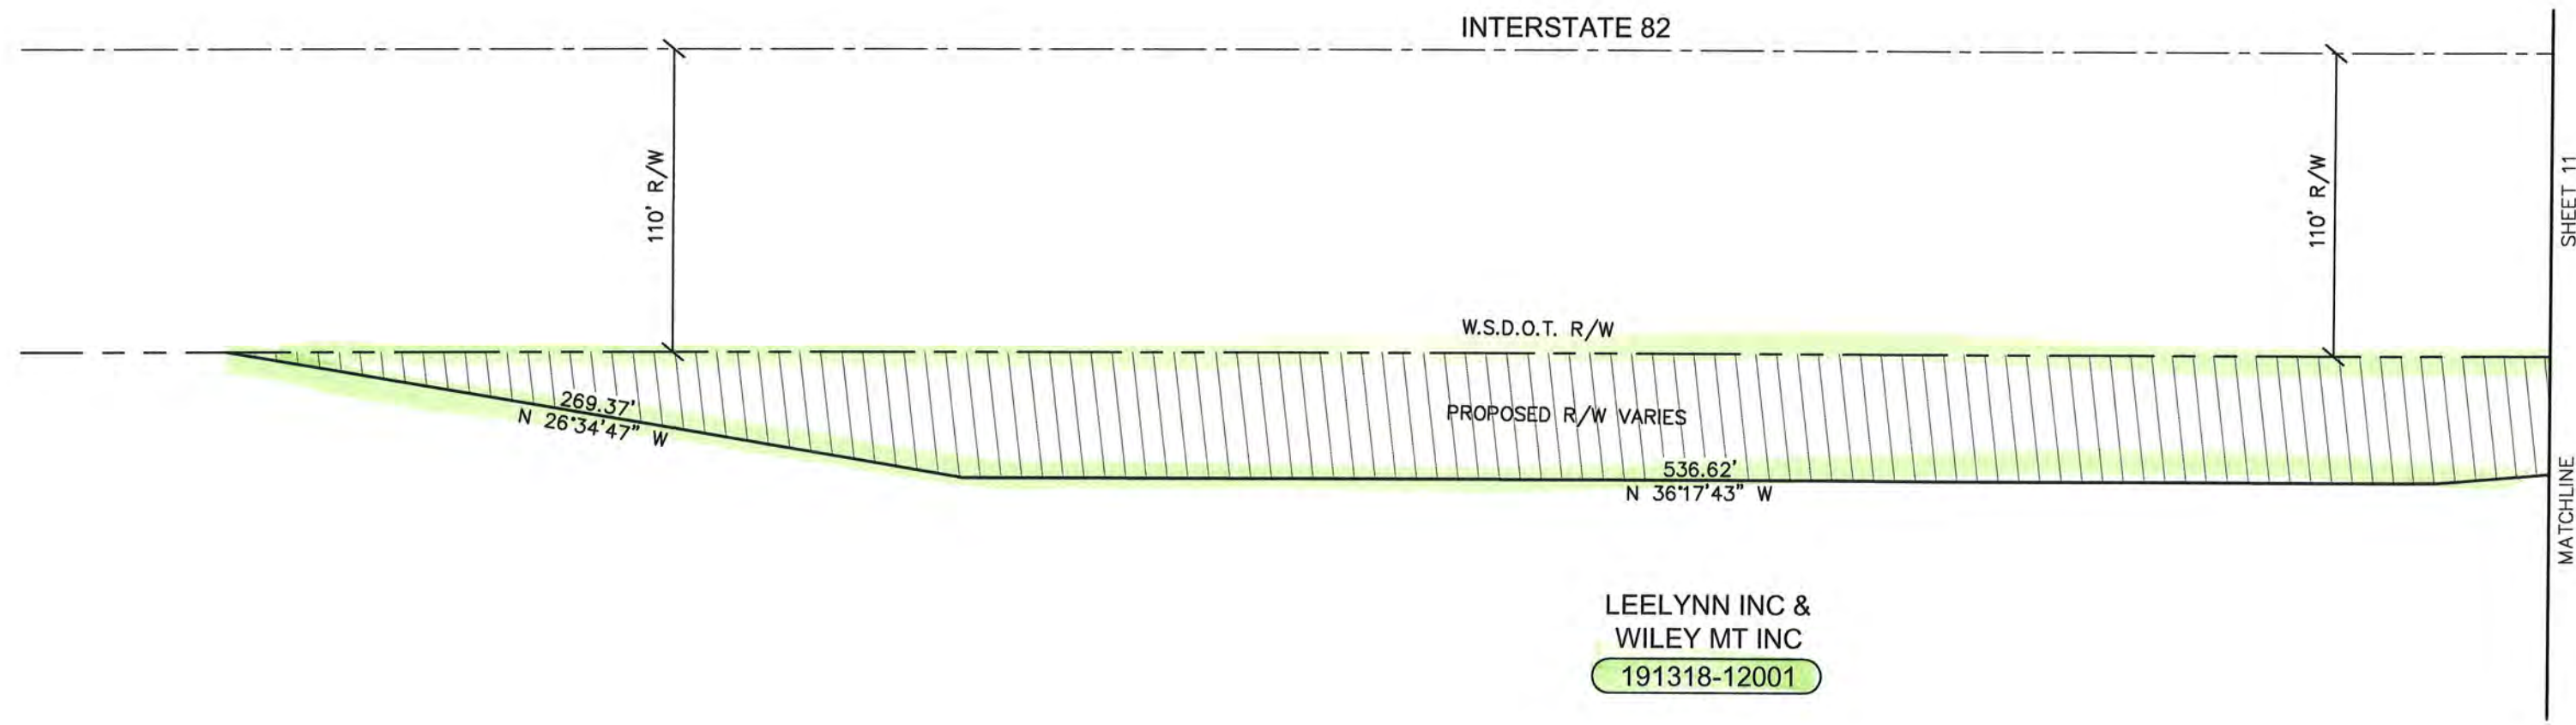 INTERSTATE 82
110' R/W
110' R/W
SHEET 11
W.S.D.O.T. R/W
269.37'
N 26°34'47" W
PROPOSED R/W VARIES
536.62'
N 36°17'43" W
MATCHLINE
LEELYNN INC &
WILEY MT INC
191318-12001